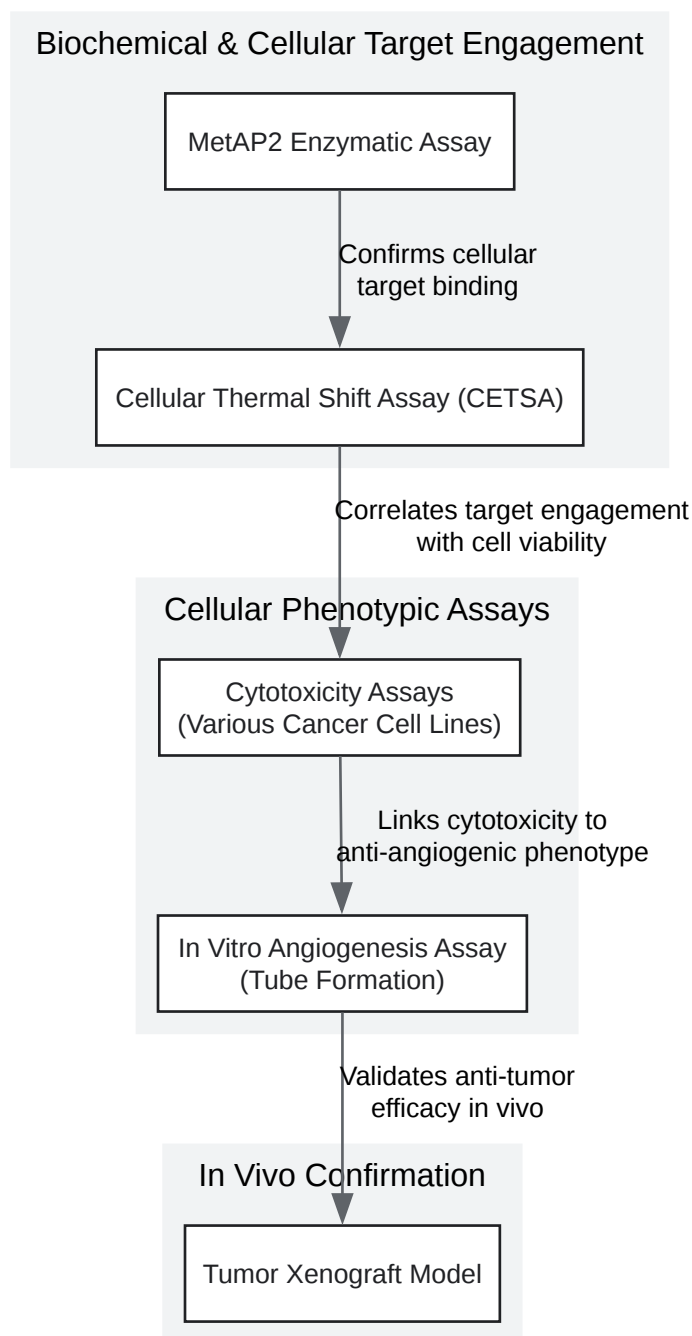 Biochemical & Cellular Target Engagement
MetAP2 Enzymatic Assay
Confirms cellular
target binding
Cellular Thermal Shift Assay (CETSA)
Correlates target engagement
with cell viability
Cellular Phenotypic Assays
Cytotoxicity Assays
(Various Cancer Cell Lines)
Links cytotoxicity to
anti-angiogenic phenotype
In Vitro Angiogenesis Assay
(Tube Formation)
Validates anti-tumor
efficacy in vivo
In Vivo Confirmation
Tumor Xenograft Model